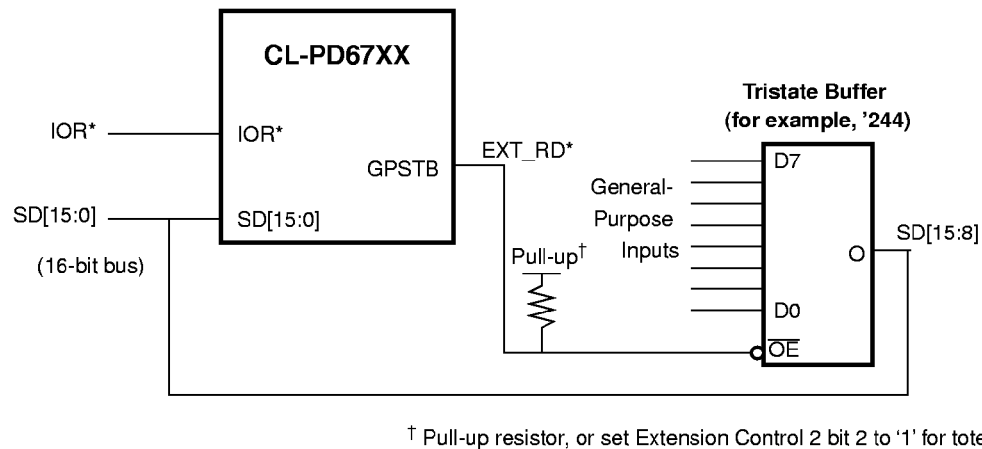 CL-PD67XX
Tristate Buffer
(for example, '244)
IOR*
IOR*
EXT_RD*
D7
GPSTB
General-
Purpose
Inputs
SD[15:0]
SD[15:0]
SD[15:8]
(16-bit bus)
Pull-up†
O
D0
OE
† Pull-up resistor, or set Extension Control 2 bit 2 to ‘1’ for